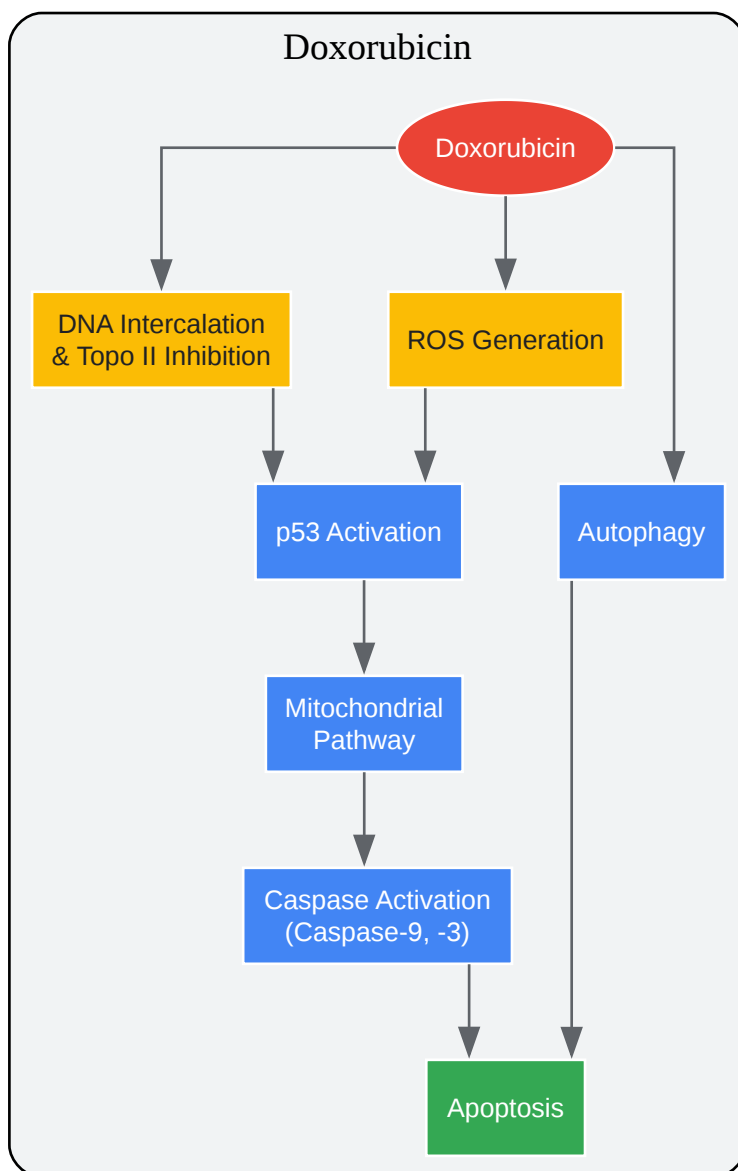 Doxorubicin
Doxorubicin
DNA Intercalation
& Topo II Inhibition
ROS Generation
p53 Activation
Autophagy
Mitochondrial
Pathway
Caspase Activation
(Caspase-9, -3)
Apoptosis